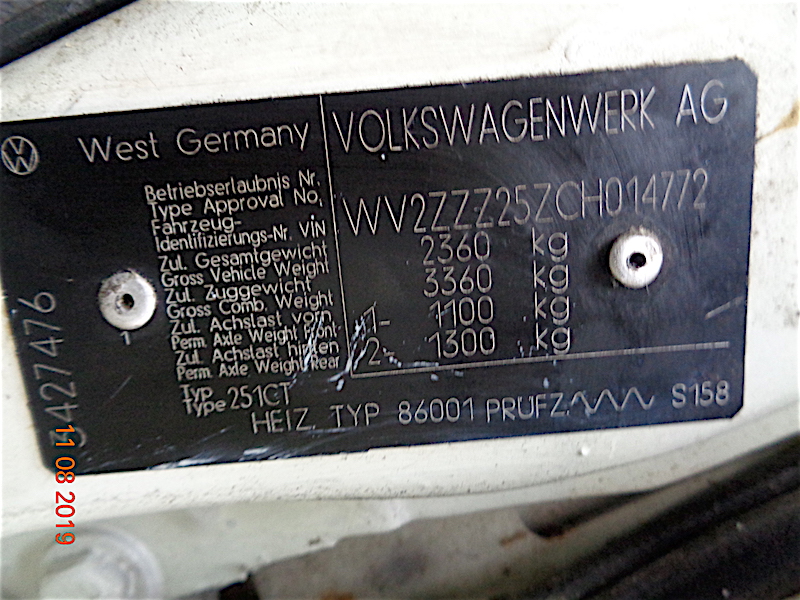 West Germany
VOLKSWAGENWERK AG
Betriebserlaubnis Nr.
Type Approval No.
Fahrzeug-
Identifizierungs-Nr. VIN
WV2ZZZ25ZCH014772
Zul. Gesamtgewicht
Gross Vehicle Weight
2360 kg
Zul. Zuggewicht
Gross Comb. Weight
3360 kg
Zul. Achslast vorn
Perm. Axle Weight Front
1- 1100 kg
Zul. Achslast hinten
Perm. Axle Weight Rear
2- 1300 kg
Typ
Type 251CT
HEIZ. TYP 86001 PRÜFZ. S158
3427476
11 08 2019